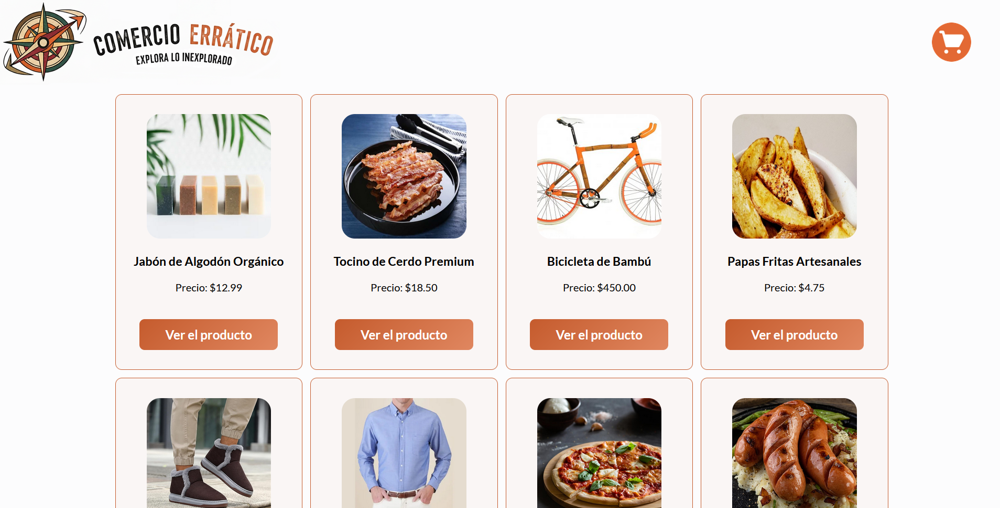 COMERCIO ERRÁTICO
EXPLORA LO INEXPLORADO
Jabón de Algodón Orgánico
Precio: $12.99
Ver el producto
Tocino de Cerdo Premium
Precio: $18.50
Ver el producto
Bicicleta de Bambú
Precio: $450.00
Ver el producto
Papas Fritas Artesanales
Precio: $4.75
Ver el producto